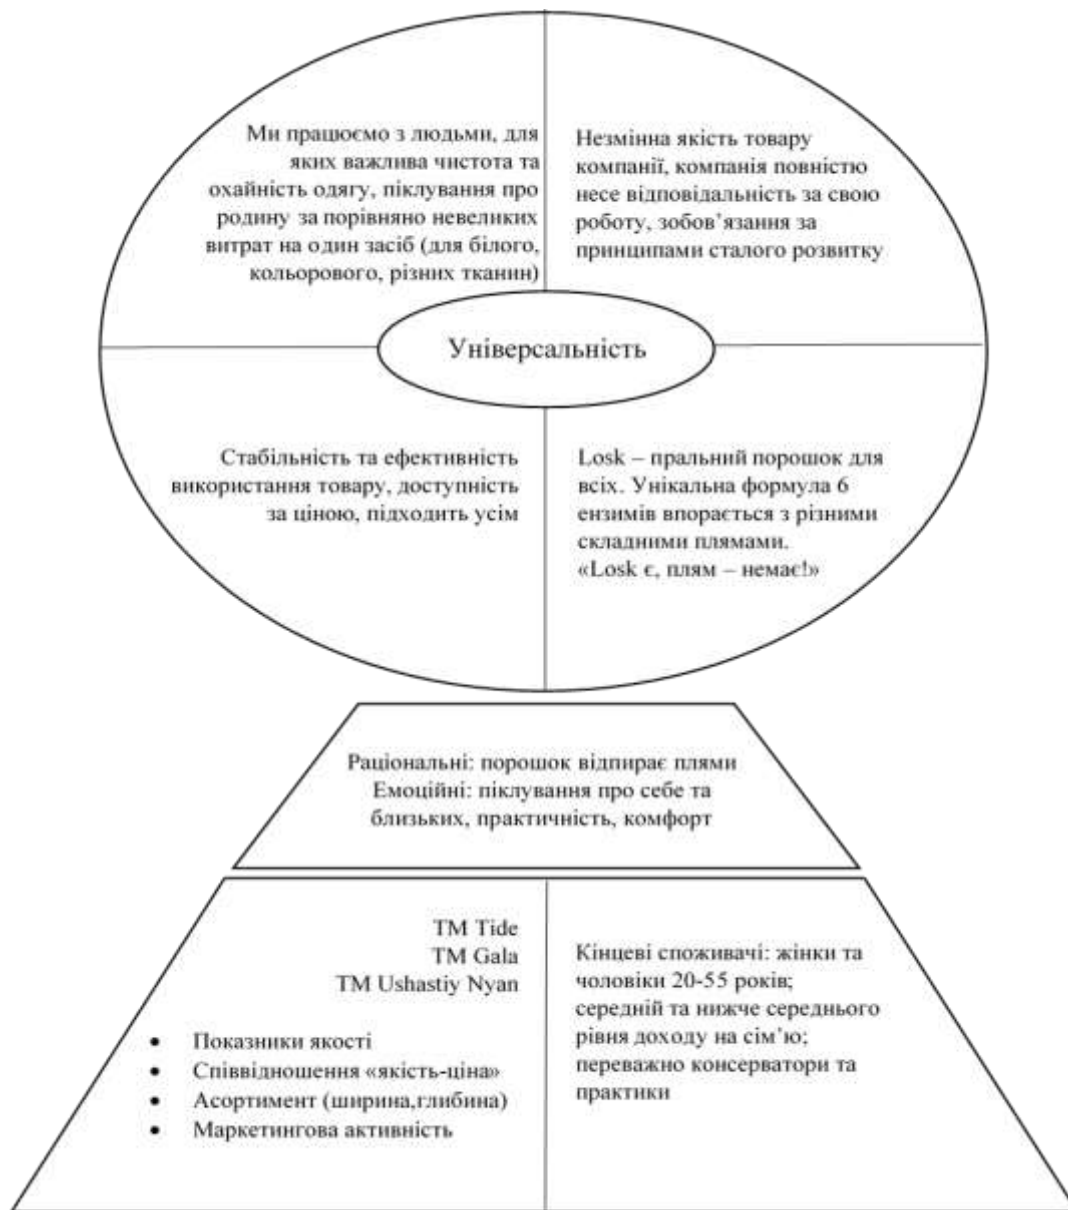 Ми працюємо з людьми, для
яких важлива чистота та
охайність одягу, піклування про
родину за порівняно невеликих
витрат на один засіб (для білого,
кольорового, різних тканин)
Незмінна якість товару
компанії, компанія повністю
несе відповідальність за свою
роботу, зобов’язання за
принципами сталого розвитку
Універсальність
Стабільність та ефективність
використання товару, доступність
за ціною, підходить усім
Losk – пральний порошок для
всіх. Унікальна формула 6
ензимів впорається з різними
складними плямами.
«Losk є, плям – немає!»
Раціональні: порошок відпирає плями
Емоційні: піклування про себе та
близьких, практичність, комфорт
ТМ Tide
ТМ Gala
ТМ Ushastiy Nyan
• Показники якості
• Співвідношення «якість-ціна»
• Асортимент (ширина,глибина)
• Маркетингова активність
Кінцеві споживачі: жінки та
чоловіки 20-55 років;
середній та нижче середнього
рівня доходу на сім’ю;
переважно консерватори та
практики